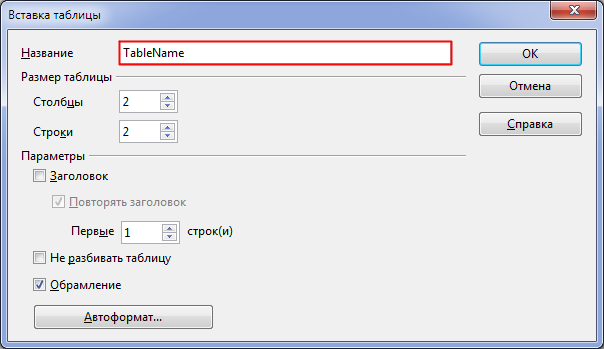 Вставка таблицы
Название TableName OK
Размер таблицы Отмена
Столбцы 2
Строки 2 Справка
Параметры
Заголовок
Повторять заголовок
Первые 1 строк(и)
Не разбивать таблицу
Обрамление
Автоформат...